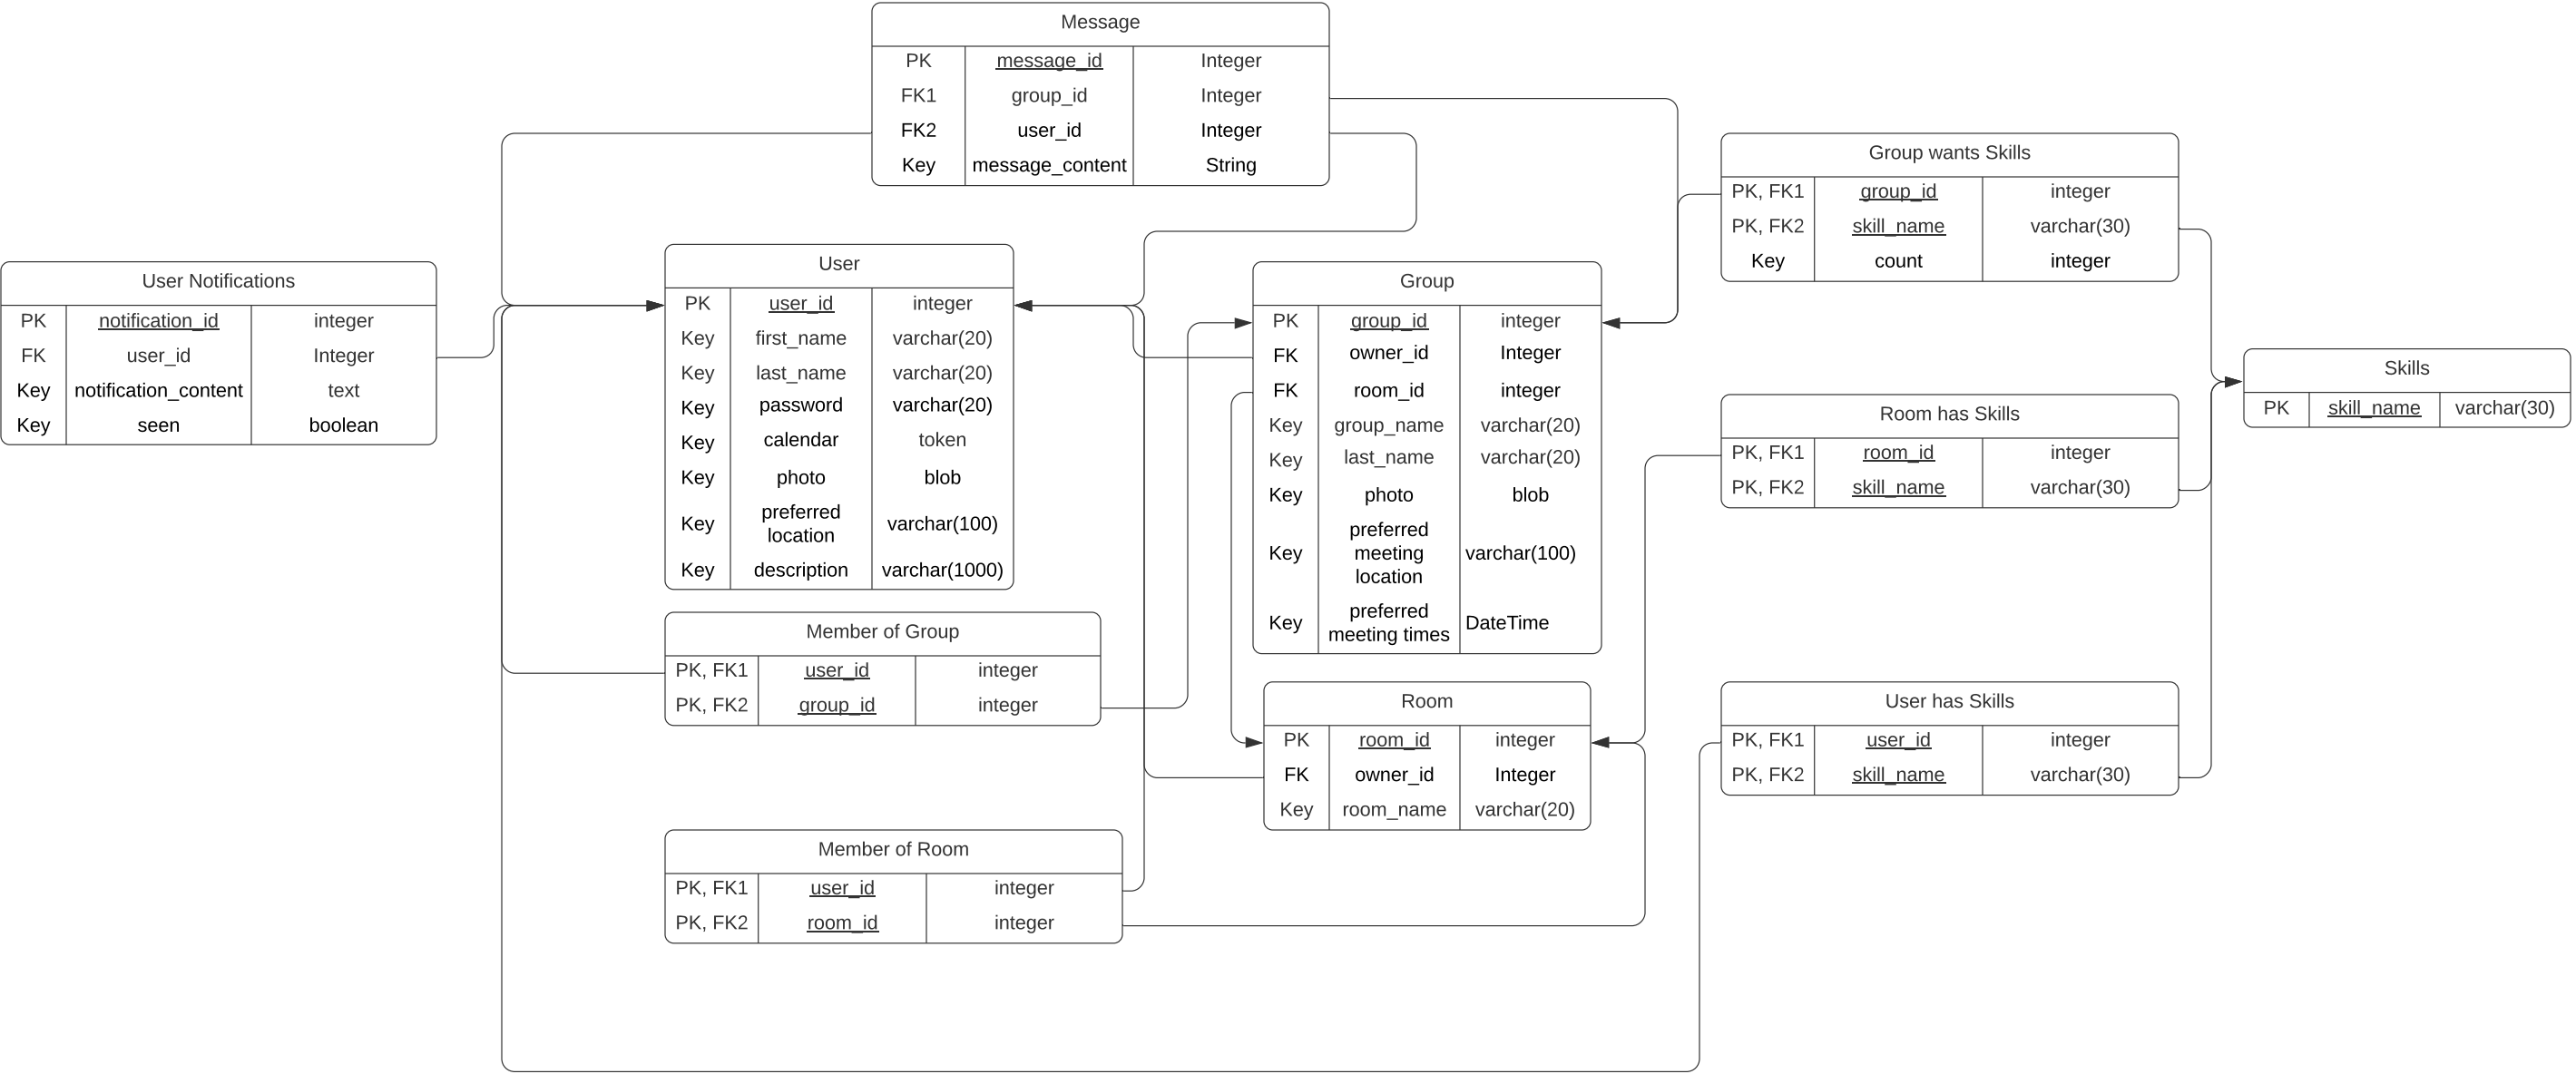 Message
PK message_id Integer
FK1 group_id Integer
FK2 user_id Integer
Key message_content String
User Notifications
PK notification_id integer
FK user_id Integer
Key notification_content text
Key seen boolean
User
PK user_id integer
Key first_name varchar(20)
Key last_name varchar(20)
Key password varchar(20)
Key calendar token
Key photo blob
Key preferred location varchar(100)
Key description varchar(1000)
Member of Group
PK, FK1 user_id integer
PK, FK2 group_id integer
Member of Room
PK, FK1 user_id integer
PK, FK2 room_id integer
Group
PK group_id integer
FK owner_id Integer
FK room_id integer
Key group_name varchar(20)
Key last_name varchar(20)
Key photo blob
Key preferred meeting location varchar(100)
Key preferred meeting times DateTime
Room
PK room_id integer
FK owner_id Integer
Key room_name varchar(20)
Group wants Skills
PK, FK1 group_id integer
PK, FK2 skill_name varchar(30)
Key count integer
Room has Skills
PK, FK1 room_id integer
PK, FK2 skill_name varchar(30)
User has Skills
PK, FK1 user_id integer
PK, FK2 skill_name varchar(30)
Skills
PK skill_name varchar(30)